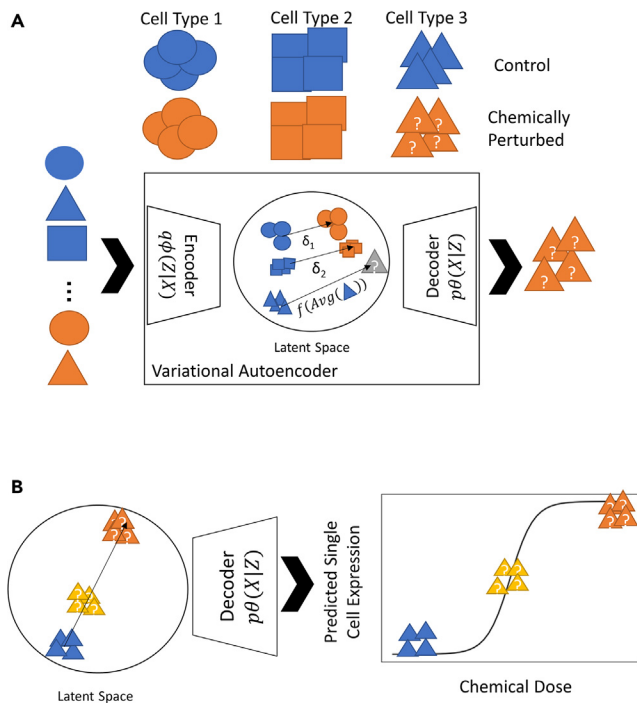 A
Cell Type 1
Cell Type 2
Cell Type 3
Control
? ? ? ?
Chemically
Perturbed
Encoder
qϕ(Z|X)
δ1
δ2
?
f(Avg( ))
Latent Space
Decoder
pθ(X|Z)
? ? ? ?
...
Variational Autoencoder
B
? ? ? ?
? ? ? ?
Latent Space
Decoder
pθ(X|Z)
Predicted Single
Cell Expression
? ? ? ?
? ? ? ?
Chemical Dose